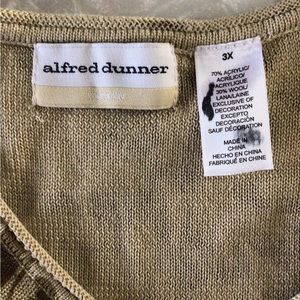 alfred dunner
3X
70% ACRYLIC/
ACRÍLICO/
ACRYLIQUE
30% WOOL/
LANA/LAINE
EXCLUSIVE OF
DECORATION
EXCEPTO
DECORACIÓN
SAUF DÉCORATION
MADE IN
CHINA
HECHO EN CHINA
FABRIQUÉ EN CHINE